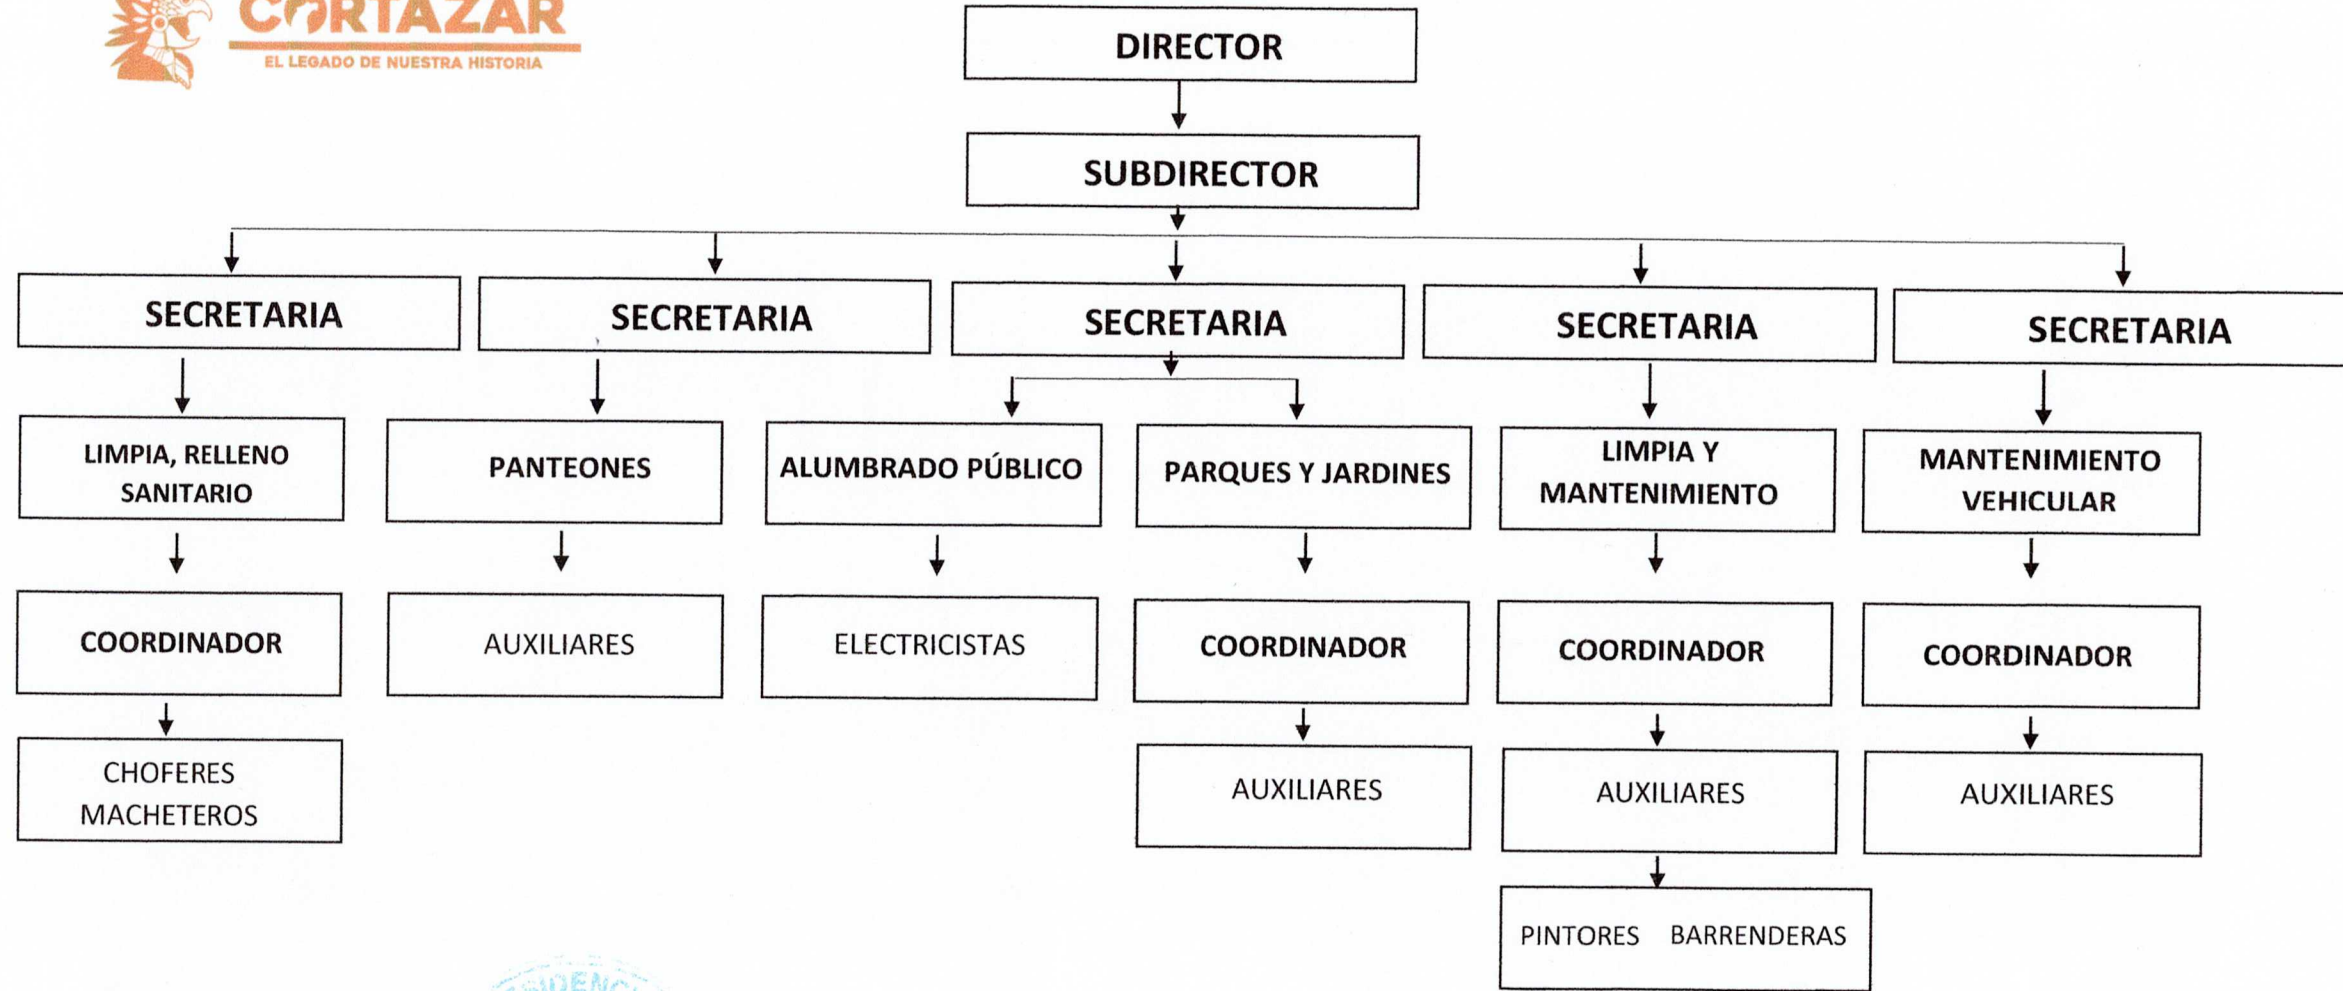 CORTAZAR
EL LEGADO DE NUESTRA HISTORIA
DIRECTOR
SUBDIRECTOR
SECRETARIA
SECRETARIA
SECRETARIA
SECRETARIA
SECRETARIA
LIMPIA, RELLENO
SANITARIO
PANTEONES
ALUMBRADO PÚBLICO
PARQUES Y JARDINES
LIMPIA Y
MANTENIMIENTO
MANTENIMIENTO
VEHICULAR
COORDINADOR
AUXILIARES
ELECTRICISTAS
COORDINADOR
COORDINADOR
COORDINADOR
CHOFERES
MACHETEROS
AUXILIARES
AUXILIARES
AUXILIARES
PINTORES BARRENDERAS